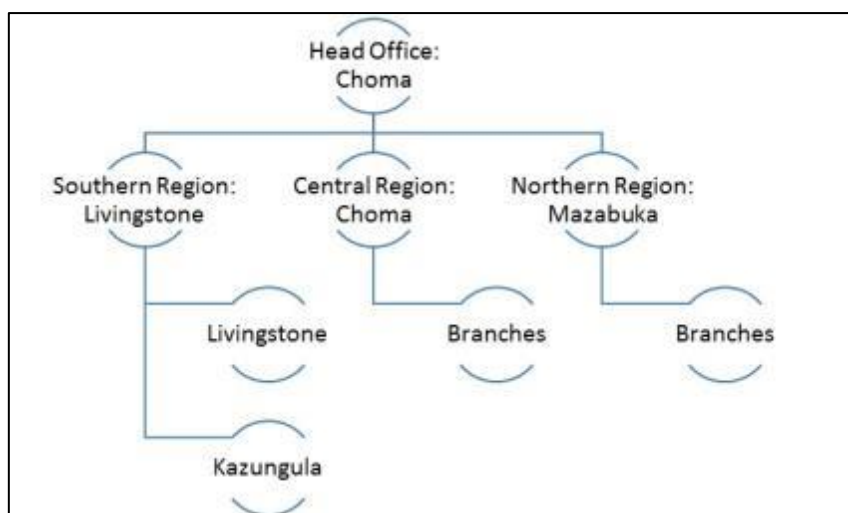 Head Office:
Choma
Southern Region:
Livingstone
Central Region:
Choma
Northern Region:
Mazabuka
Livingstone
Branches
Branches
Kazungula